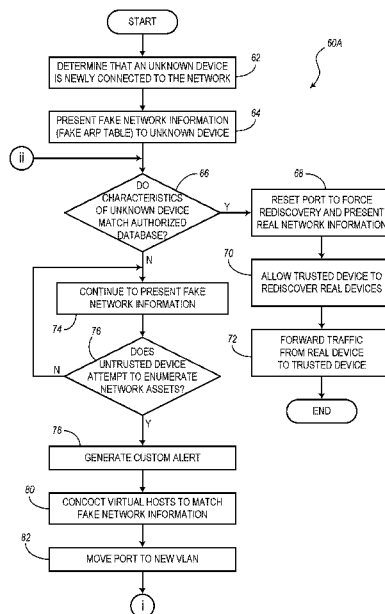 START
60A
DETERMINE THAT AN UNKNOWN DEVICE
IS NEWLY CONNECTED TO THE NETWORK
62
PRESENT FAKE NETWORK INFORMATION
(FAKE ARP TABLE) TO UNKNOWN DEVICE
64
ii
DO
CHARACTERISTICS
OF UNKNOWN DEVICE
MATCH AUTHORIZED
DATABASE?
66
Y
N
68
RESET PORT TO FORCE
REDISCOVERY AND PRESENT
REAL NETWORK INFORMATION
70
ALLOW TRUSTED DEVICE TO
REDISCOVER REAL DEVICES
72
FORWARD TRAFFIC
FROM REAL DEVICE
TO TRUSTED DEVICE
END
CONTINUE TO PRESENT FAKE
NETWORK INFORMATION
74
76
DOES
UNTRUSTED DEVICE
ATTEMPT TO ENUMERATE
NETWORK ASSETS?
N
Y
78
GENERATE CUSTOM ALERT
80
CONCOCT VIRTUAL HOSTS TO MATCH
FAKE NETWORK INFORMATION
82
MOVE PORT TO NEW VLAN
i